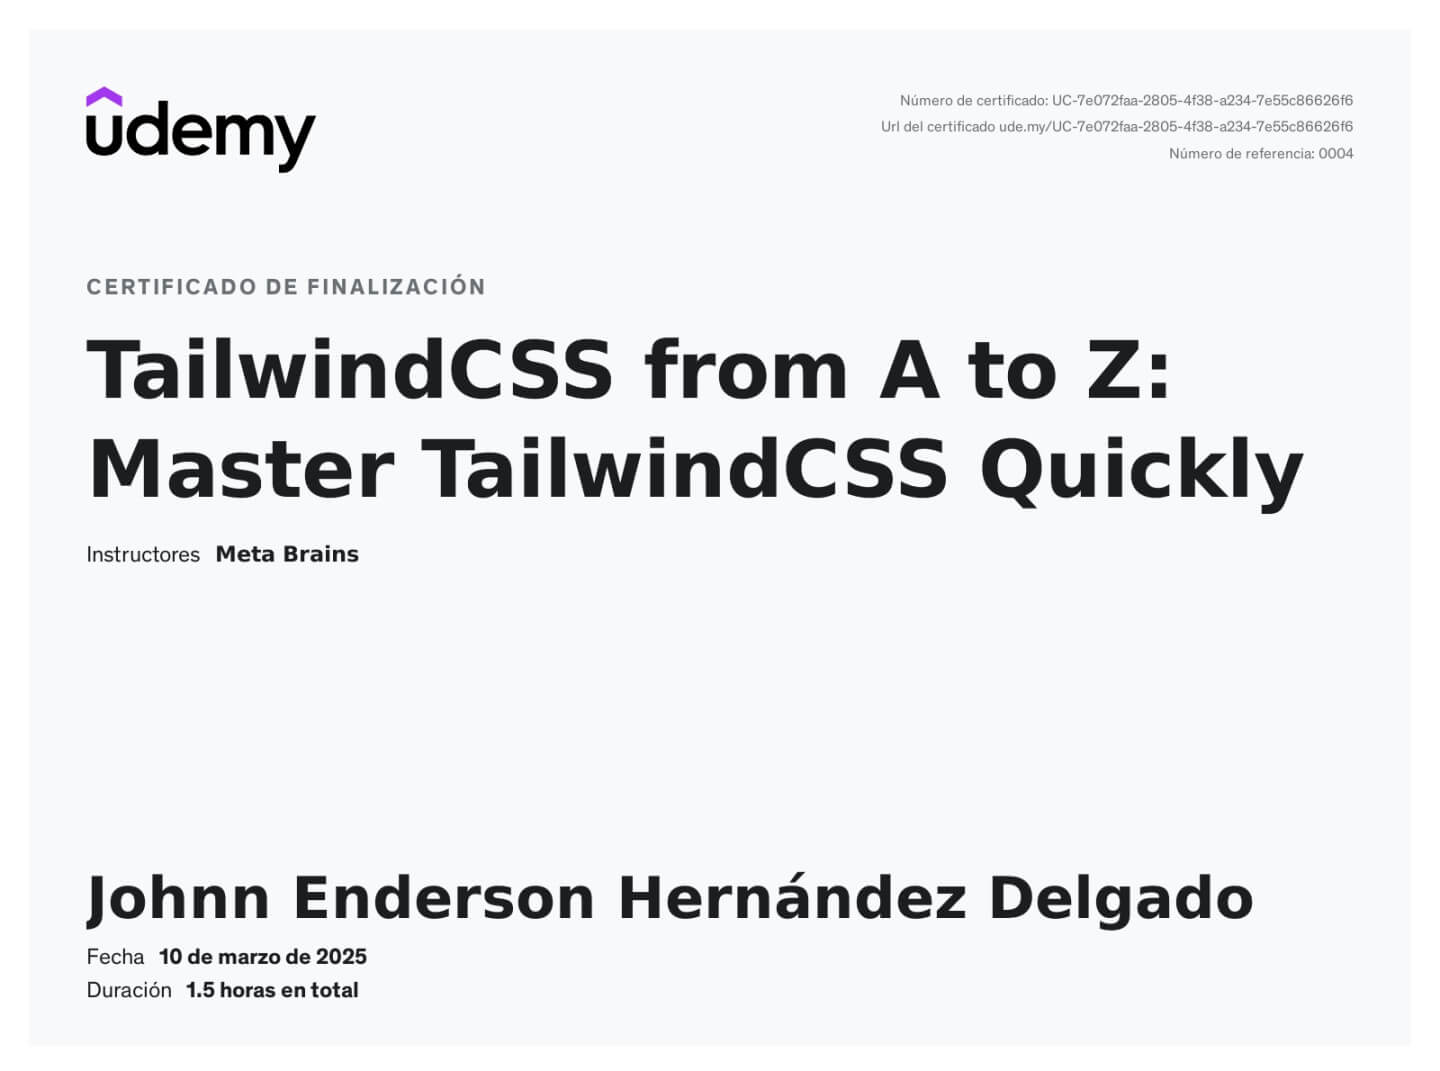 udemy
Número de certificado: UC-7e072faa-2805-4f38-a234-7e55c86626f6
Url del certificado ude.my/UC-7e072faa-2805-4f38-a234-7e55c86626f6
Número de referencia: 0004
CERTIFICADO DE FINALIZACIÓN
TailwindCSS from A to Z:
Master TailwindCSS Quickly
Instructores Meta Brains
Johnn Enderson Hernández Delgado
Fecha 10 de marzo de 2025
Duración 1.5 horas en total